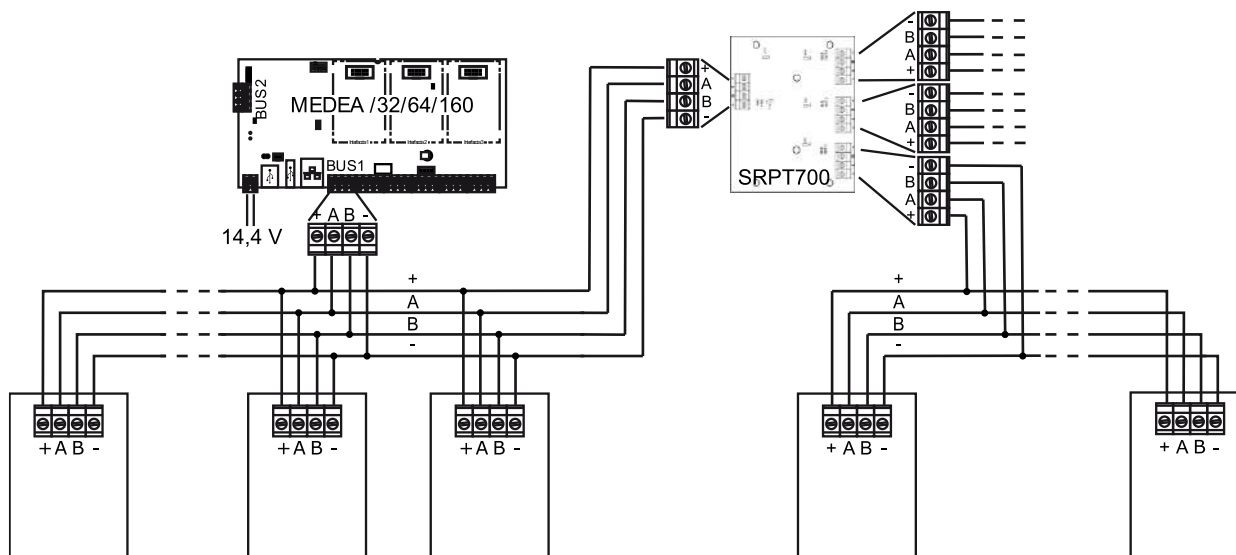 BUS2
MEDEA /32/64/160
BUS1
14,4 V
+ A B -
+
A
B
-
+
A
B
-
SRPT700
-
B
A
+
-
B
A
+
-
B
A
+
+
A
B
-
+ A B -
+ A B -
+ A B -
+ A B -
+ A B -